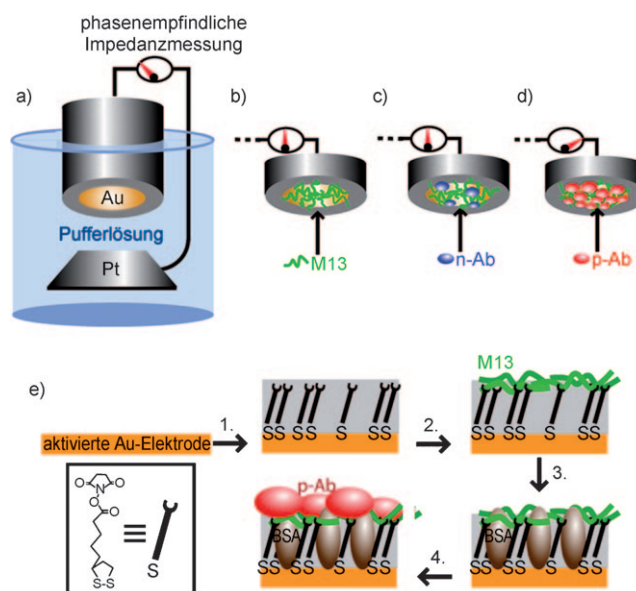 phasenempfindliche
Impedanzmessung
a)
b)
c)
d)
Au
Pufferlösung
Pt
M13
n-Ab
p-Ab
e)
M13
aktivierte Au-Elektrode
1.
SS SS S SS
2.
SS SS S SS
3.
O N O
O
O
S-S
S
p-Ab
BSA
SS SS S SS
4.
BSA
SS SS S SS